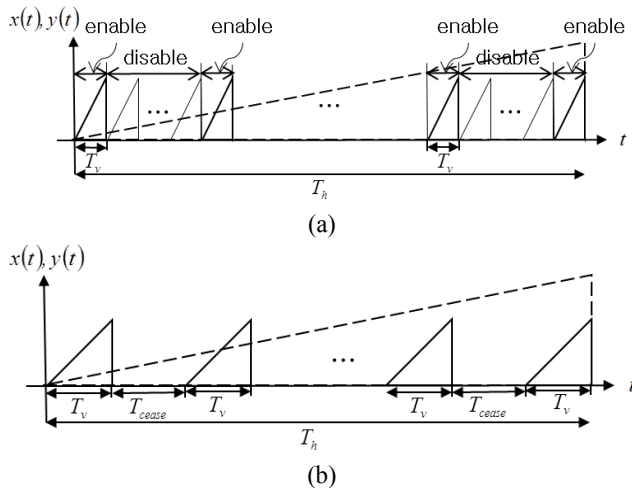 x(t), y(t)
enable
enable
enable
enable
disable
disable
...
...
...
...
...
t
T_v
T_v
T_h
(a)
x(t), y(t)
...
t
T_v
T_cease
T_v
T_v
T_cease
T_v
T_h
(b)